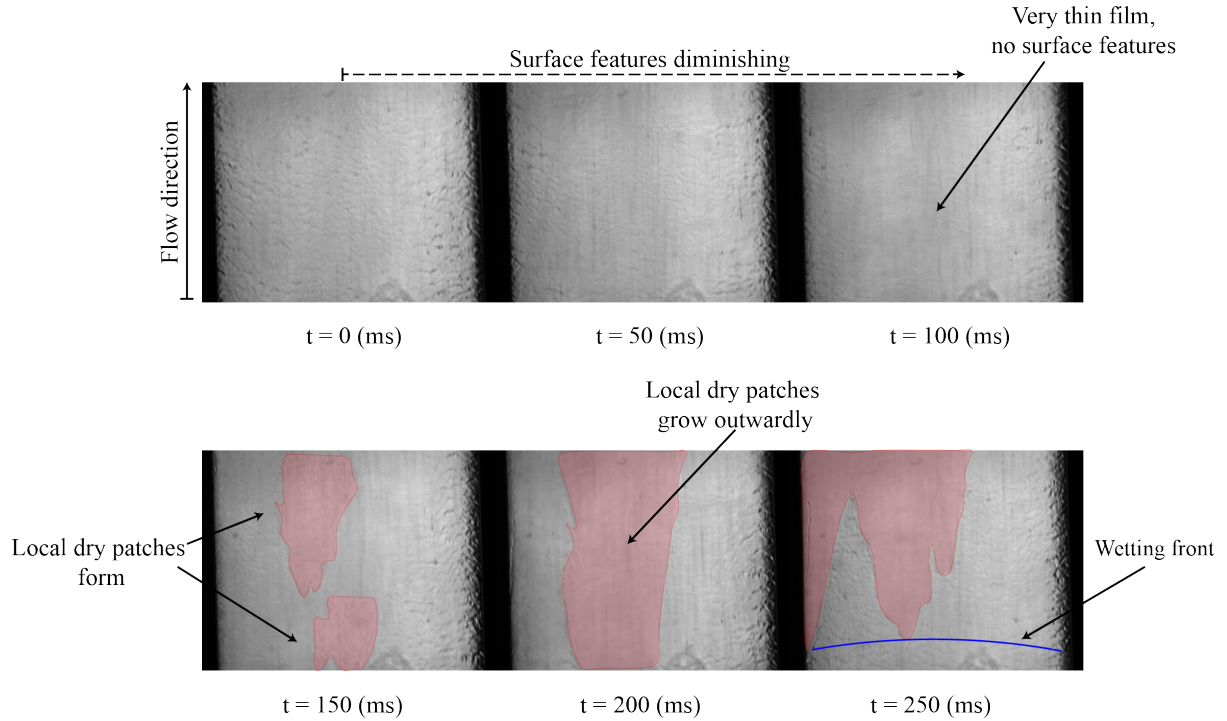 Very thin film,
no surface features
Surface features diminishing
Flow direction
t = 0 (ms)
t = 50 (ms)
t = 100 (ms)
Local dry patches
grow outwardly
Local dry patches
form
Wetting front
t = 150 (ms)
t = 200 (ms)
t = 250 (ms)